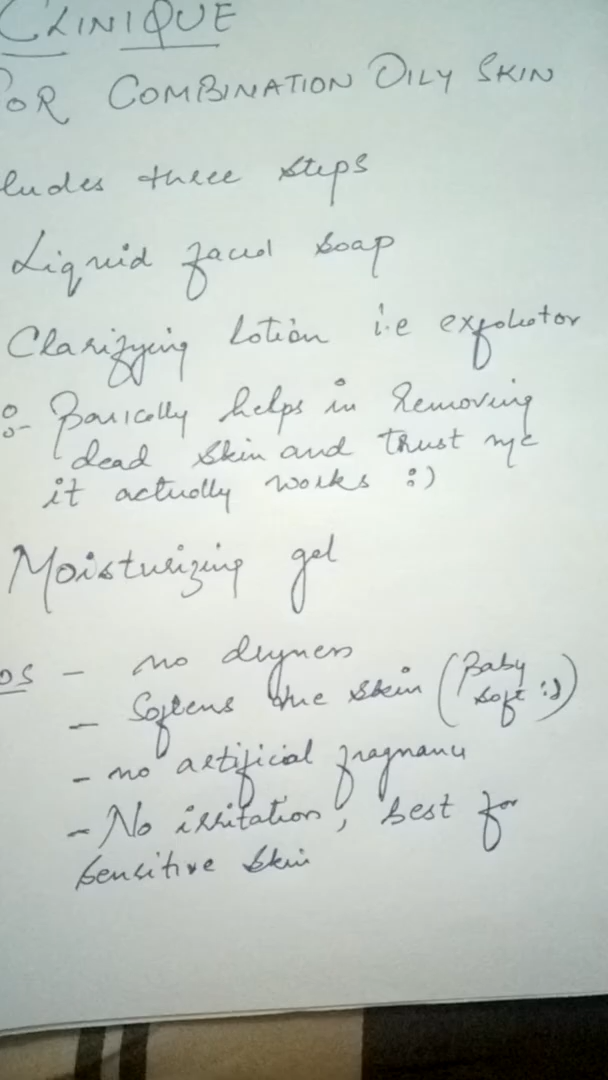 CLINIQUE
FOR COMBINATION OILY SKIN
ludes three steps
Liquid facial soap
Clarifying lotion i.e exfoliator
:- Basically helps in removing
dead skin and trust me
it actually works :)
Moisturizing gel
os - no dryness
- Softens the skin (Baby
soft :))
- no artificial fragnance
- No irritation, best for
sensitive skin